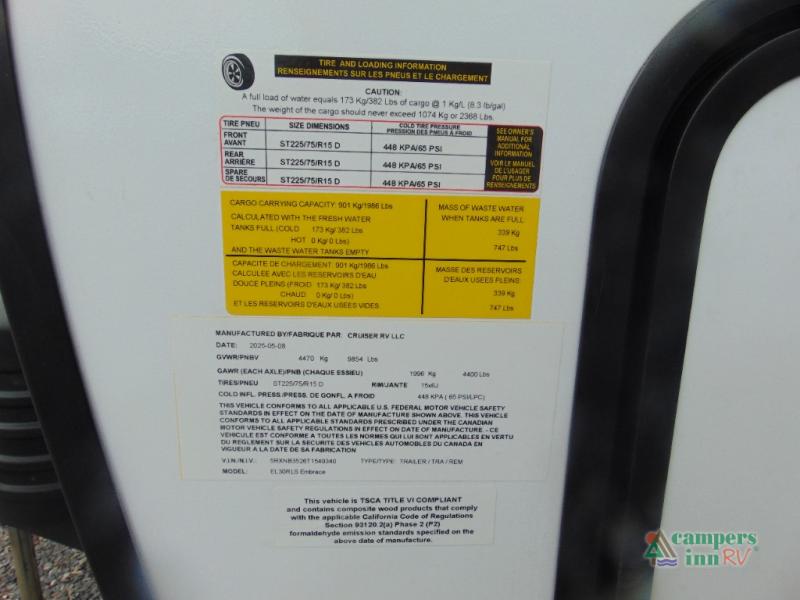 TIRE AND LOADING INFORMATION
RENSEIGNEMENTS SUR LES PNEUS ET LE CHARGEMENT
CAUTION:
A full load of water equals 173 Kg/382 Lbs of cargo @ 1 Kg/L (8.3 lb/gal)
The weight of the cargo should never exceed 1074 Kg or 2368 Lbs.
TIRE PNEU SIZE DIMENSIONS COLD TIRE PRESSURE
PRESSION DES PNEUS À FROID
FRONT
AVANT ST225/75/R15 D 448 KPA/65 PSI
REAR
ARRIÈRE ST225/75/R15 D 448 KPA/65 PSI
SPARE
DE SECOURS ST225/75/R15 D 448 KPA/65 PSI
SEE OWNER'S
MANUAL FOR
ADDITIONAL
INFORMATION
VOIR LE MANUEL
DE L'USAGER
POUR PLUS DE
RENSEIGNEMENTS
CARGO CARRYING CAPACITY: 901 Kg/1986 Lbs
CALCULATED WITH THE FRESH WATER
TANKS FULL (COLD 173 Kg/ 382 Lbs
HOT 0 Kg/0 Lbs)
AND THE WASTE WATER TANKS EMPTY
MASS OF WASTE WATER
WHEN TANKS ARE FULL:
339 Kg
747 Lbs
CAPACITE DE CHARGEMENT: 901 Kg/1986 Lbs
CALCULEE AVEC LES RESERVOIRS D'EAU
DOUCE PLEINS (FROID 173 Kg/ 382 Lbs
CHAUD 0 Kg/ 0 Lbs)
ET LES RESERVOIRS D'EAUX USEES VIDES.
MASSE DES RESERVOIRS
D'EAUX USEES PLEINS:
339 Kg
747 Lbs
MANUFACTURED BY/FABRIQUE PAR: CRUISER RV LLC
DATE: 2025-05-08
GVWR/PNBV 4470 Kg 9854 Lbs
GAWR (EACH AXLE)/PNB (CHAQUE ESSIEU) 1996 Kg 4400 Lbs
TIRES/PNEU ST225/75/R15 D RIM/JANTE 15x6J
COLD INFL. PRESS./PRESS. DE GONFL. A FROID 448 KPA ( 65 PSI/LPC)
THIS VEHICLE CONFORMS TO ALL APPLICABLE U.S. FEDERAL MOTOR VEHICLE SAFETY
STANDARDS IN EFFECT ON THE DATE OF MANUFACTURE SHOWN ABOVE. THIS VEHICLE
CONFORMS TO ALL APPLICABLE STANDARDS PRESCRIBED UNDER THE CANADIAN
MOTOR VEHICLE SAFETY REGULATIONS IN EFFECT ON DATE OF MANUFACTURE. - CE
VÉHICULE EST CONFORME A TOUTES LES NORMES QUI LUI SONT APPLICABLES EN VERTU
DU REGLEMENT SUR LA SECURITE DES VEHICLES AUTOMOBILES DU CANADA EN
VIGUEUR A LA DATE DE SA FABRICATION
V.I.N./N.I.V.: 5RXNB3526T1549340 TYPE/TYPE: TRAILER / TRA / REM
MODEL: EL30RLS Embrace
This vehicle is TSCA TITLE VI COMPLIANT
and contains composite wood products that comply
with the applicable California Code of Regulations
Section 93120.2(a) Phase 2 (P2)
formaldehyde emission standards specified on the
above date of manufacture.
campers
inn RV